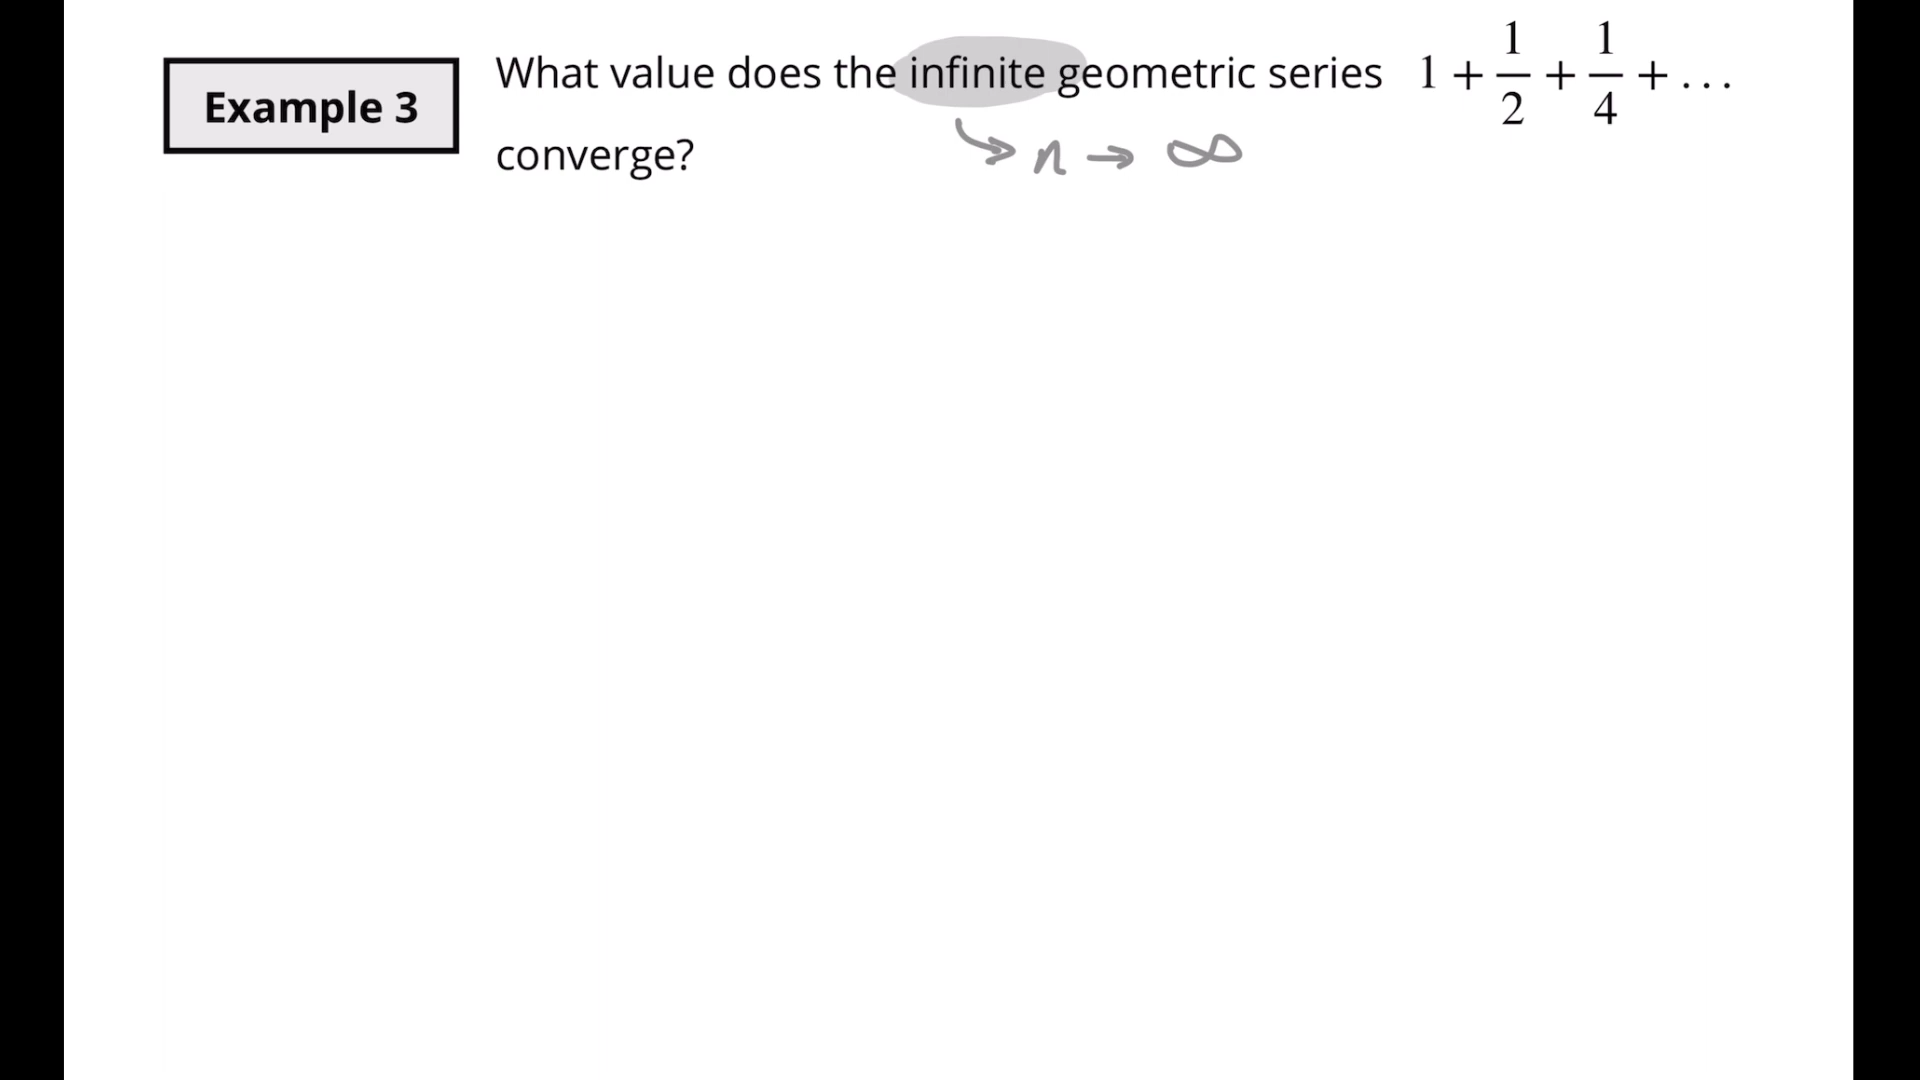 Example 3
What value does the infinite geometric series 1 + 1/2 + 1/4 + . . .
converge?
↳ n → ∞